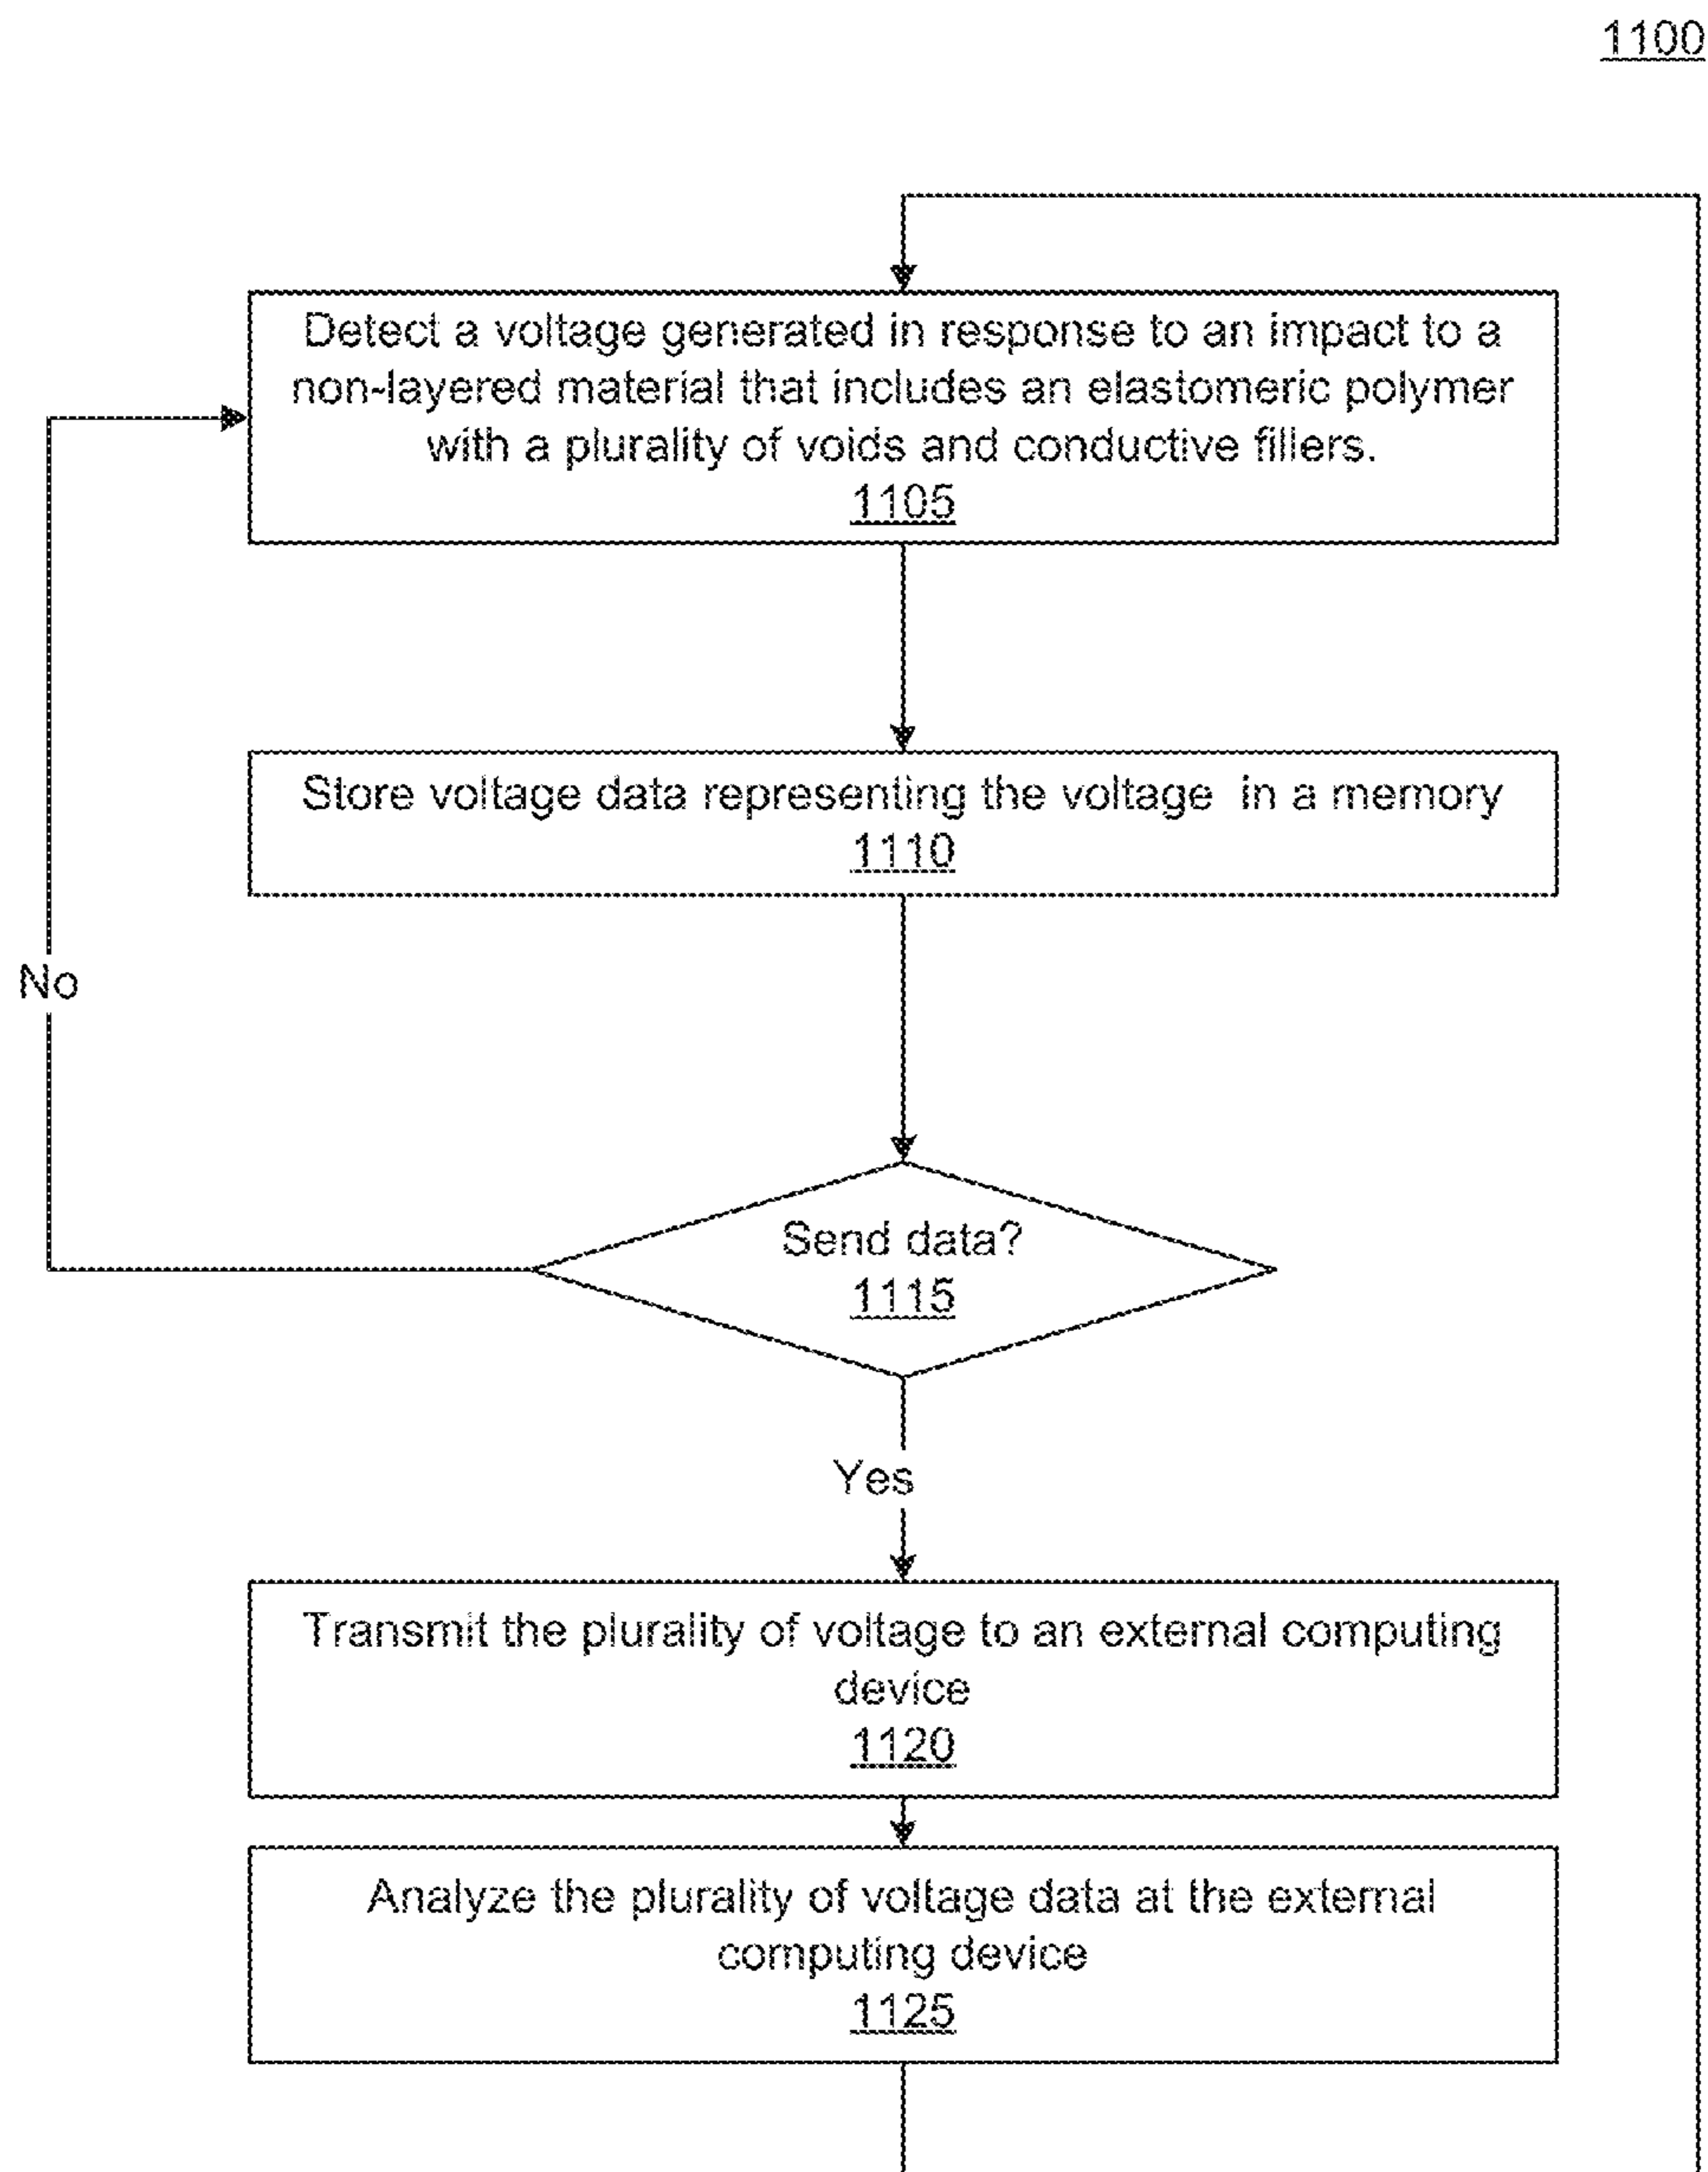 1100
Detect a voltage generated in response to an impact to a
non-layered material that includes an elastomeric polymer
with a plurality of voids and conductive fillers.
1105
Store voltage data representing the voltage in a memory
1110
No
Send data?
1115
Yes
Transmit the plurality of voltage to an external computing
device
1120
Analyze the plurality of voltage data at the external
computing device
1125